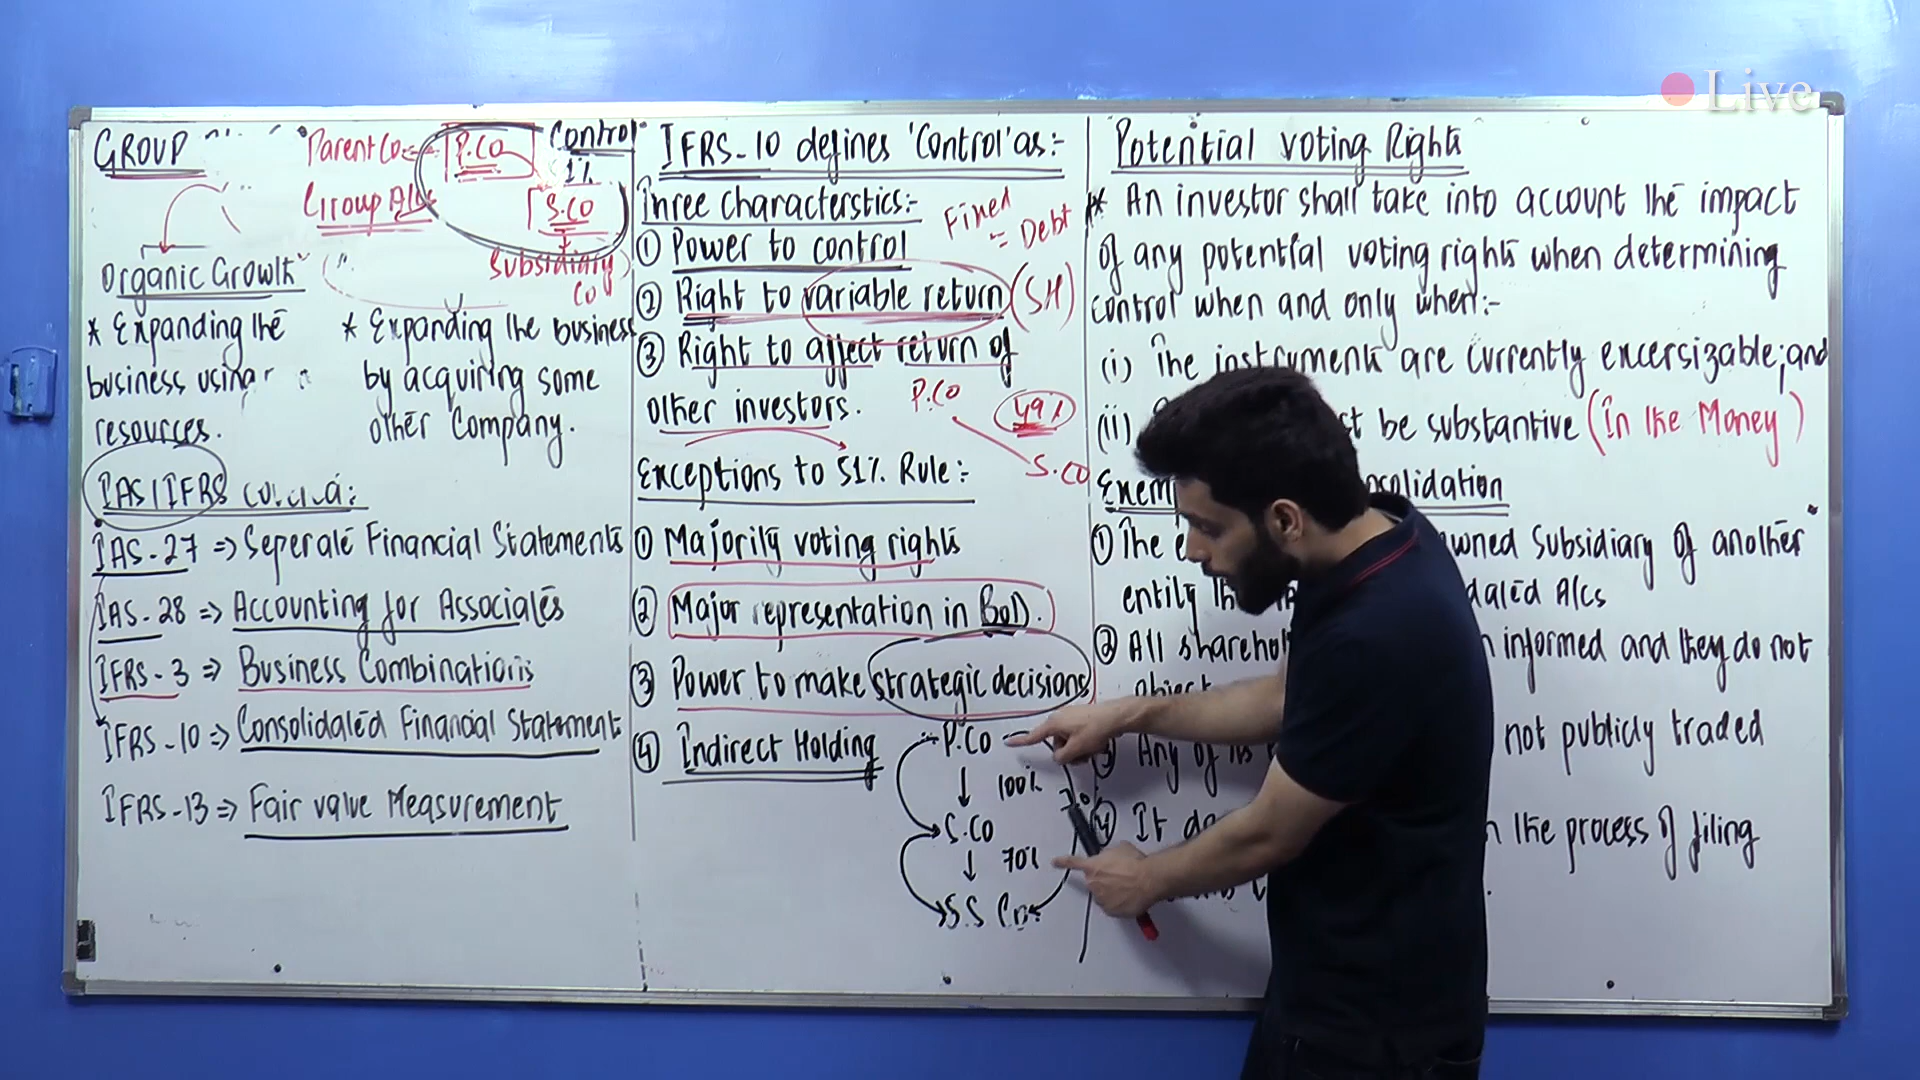 Live
GROUP
Parent Co
P.CO
Control
1%
Group A/cs
S.CO
Subsidiary
Co
Organic Growth
* Expanding the
business using
resources.
* Expanding the business
by acquiring some
other Company.
IAS/IFRS
IAS-27 => Seperate Financial Statements
IAS-28 => Accounting for Associates
IFRS-3 => Business Combinations
IFRS-10 => Consolidated Financial Statement
IFRS-13 => Fair value Measurement
IFRS-10 defines 'Control' as:-
Three Characterstics:-
Fixed
= Debt
① Power to control
② Right to variable return (SH)
③ Right to affect return of
other investors.
P.CO
49%
S.CO
Exceptions to 51% Rule:-
① Majority voting rights
② Major representation in BoD.
③ Power to make strategic decisions
④ Indirect Holding
P.CO
100%
S.CO
70%
S.S Co
Potential Voting Rights
* An investor shall take into account the impact
of any potential voting rights when determining
control when and only when:-
(i) The instruments are currently excersizable; and
(ii) be substantive (In the Money)
① The owned Subsidiary of another
entity A/Cs
② All informed and they do not
object
③ Any of its not publicly traded
④ It the process of filing